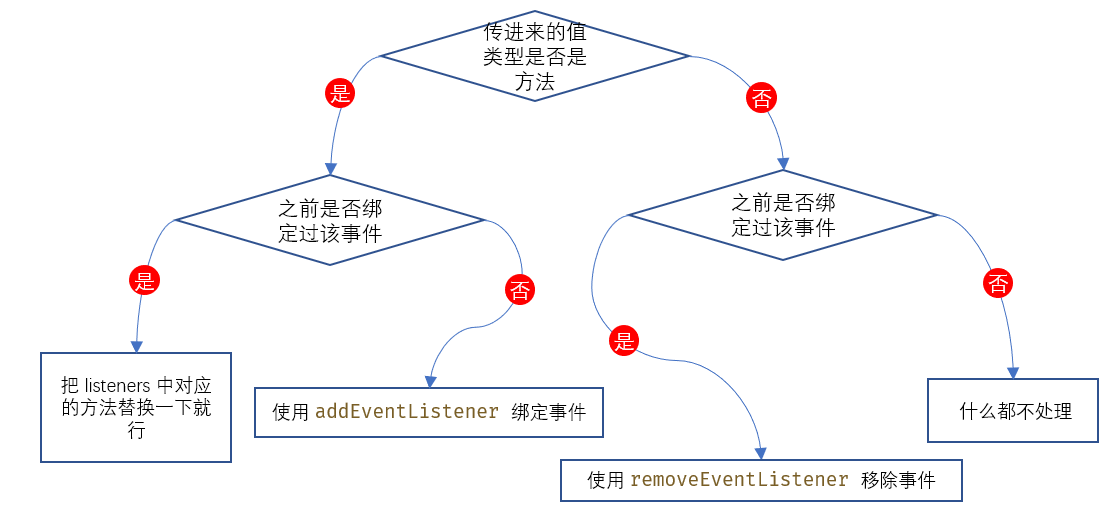 传进来的值
类型是否是
方法
是
否
之前是否绑
定过该事件
之前是否绑
定过该事件
是
否
是
否
把 listeners 中对应
的方法替换一下就
行
使用 addEventListener 绑定事件
什么都不处理
使用 removeEventListener 移除事件